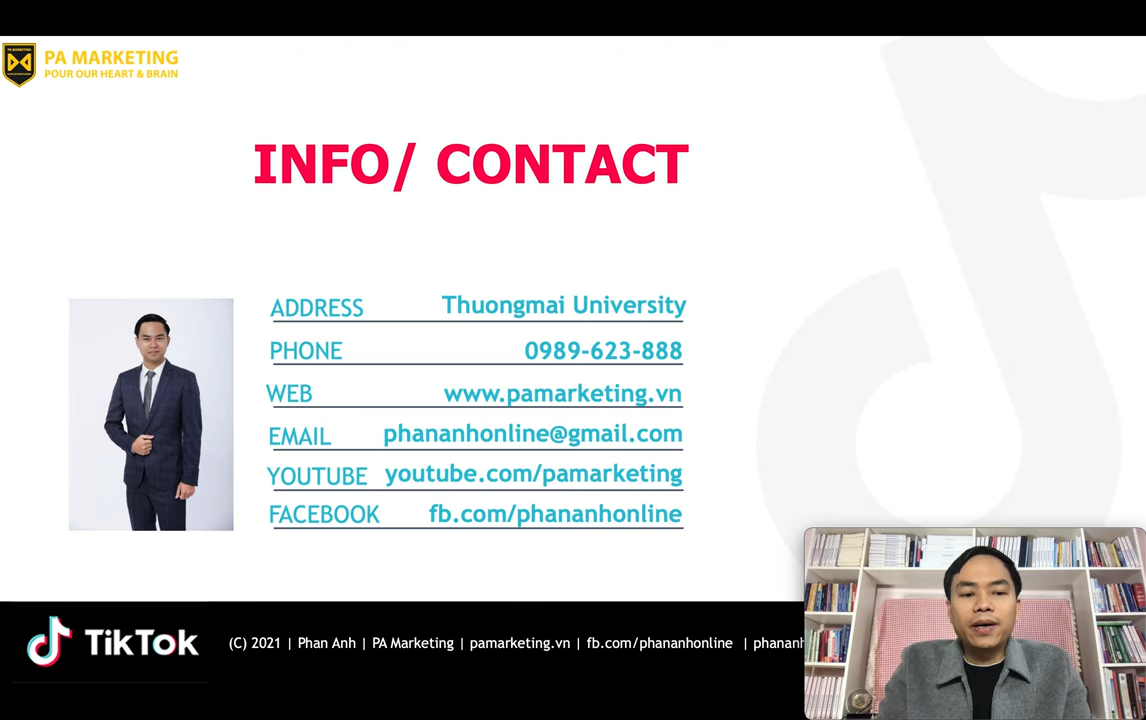 PA MARKETING
POUR OUR HEART & BRAIN
INFO/ CONTACT
ADDRESS Thuongmai University
PHONE 0989-623-888
WEB www.pamarketing.vn
EMAIL phananhonline@gmail.com
YOUTUBE youtube.com/pamarketing
FACEBOOK fb.com/phananhonline
TikTok (C) 2021 | Phan Anh | PA Marketing | pamarketing.vn | fb.com/phananhonline |